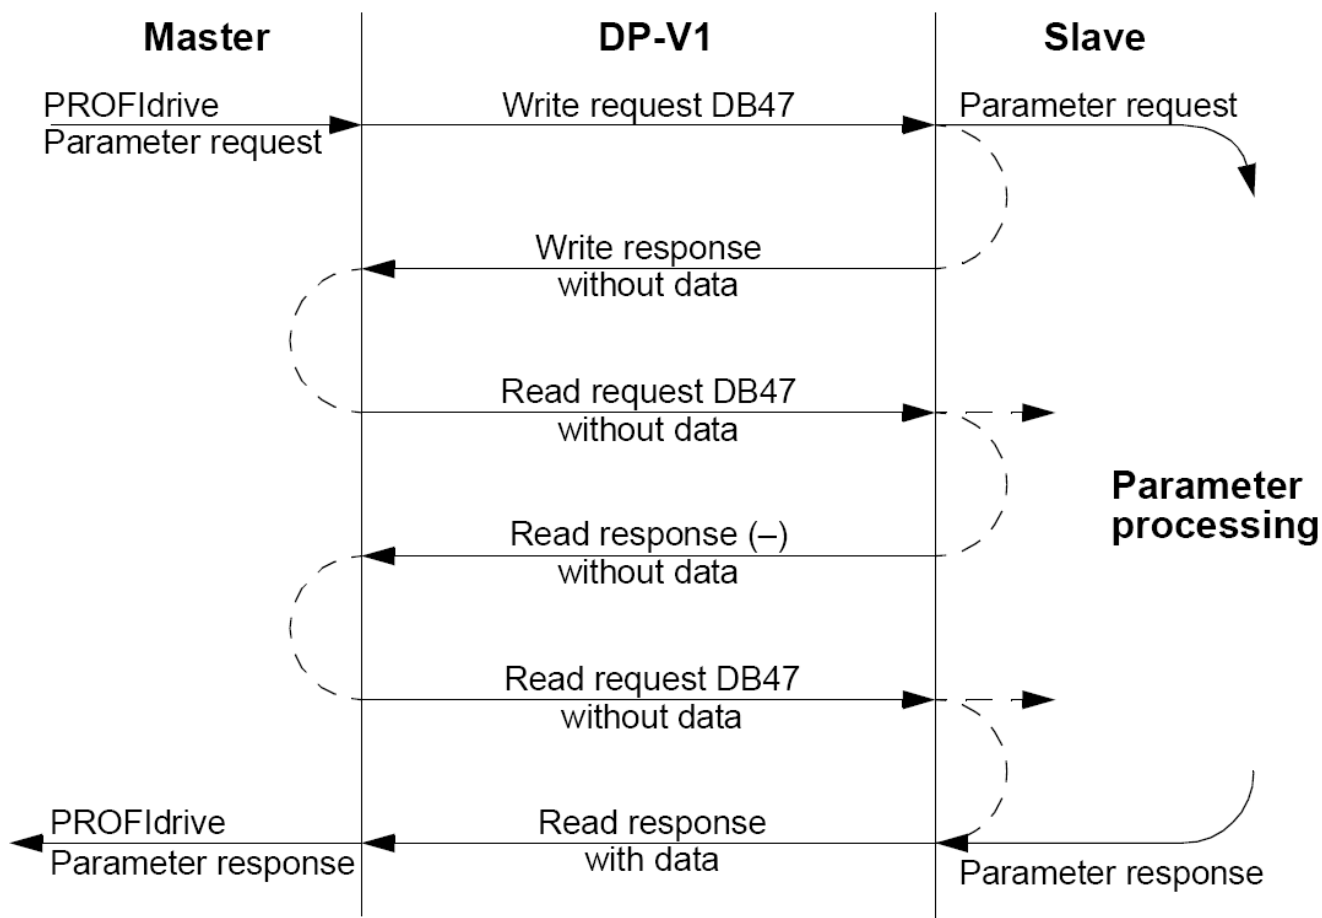 Master
DP-V1
Slave
PROFIdrive
Parameter request
Write request DB47
Parameter request
Write response
without data
Read request DB47
without data
Parameter
processing
Read response (–)
without data
Read request DB47
without data
PROFIdrive
Parameter response
Read response
with data
Parameter response